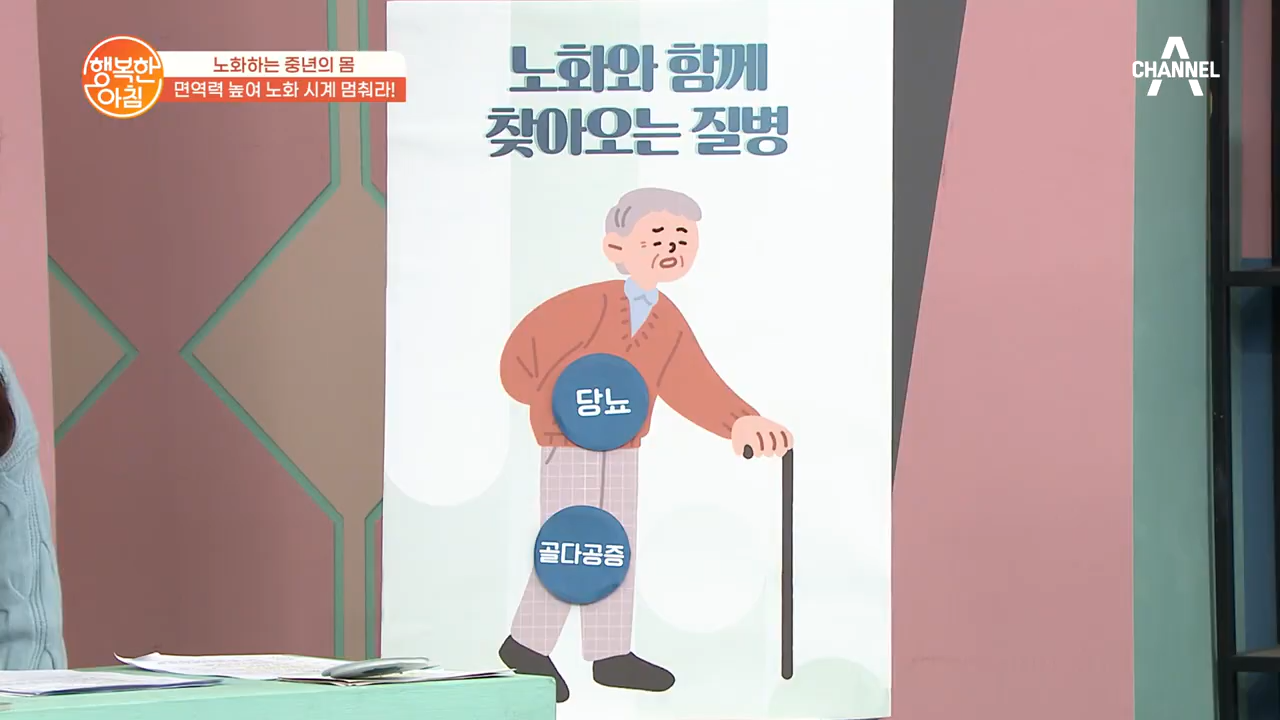 행복한
아침
노화하는 중년의 몸
면역력 높여 노화 시계 멈춰라!
CHANNEL A
노화와 함께
찾아오는 질병
당뇨
골다공증